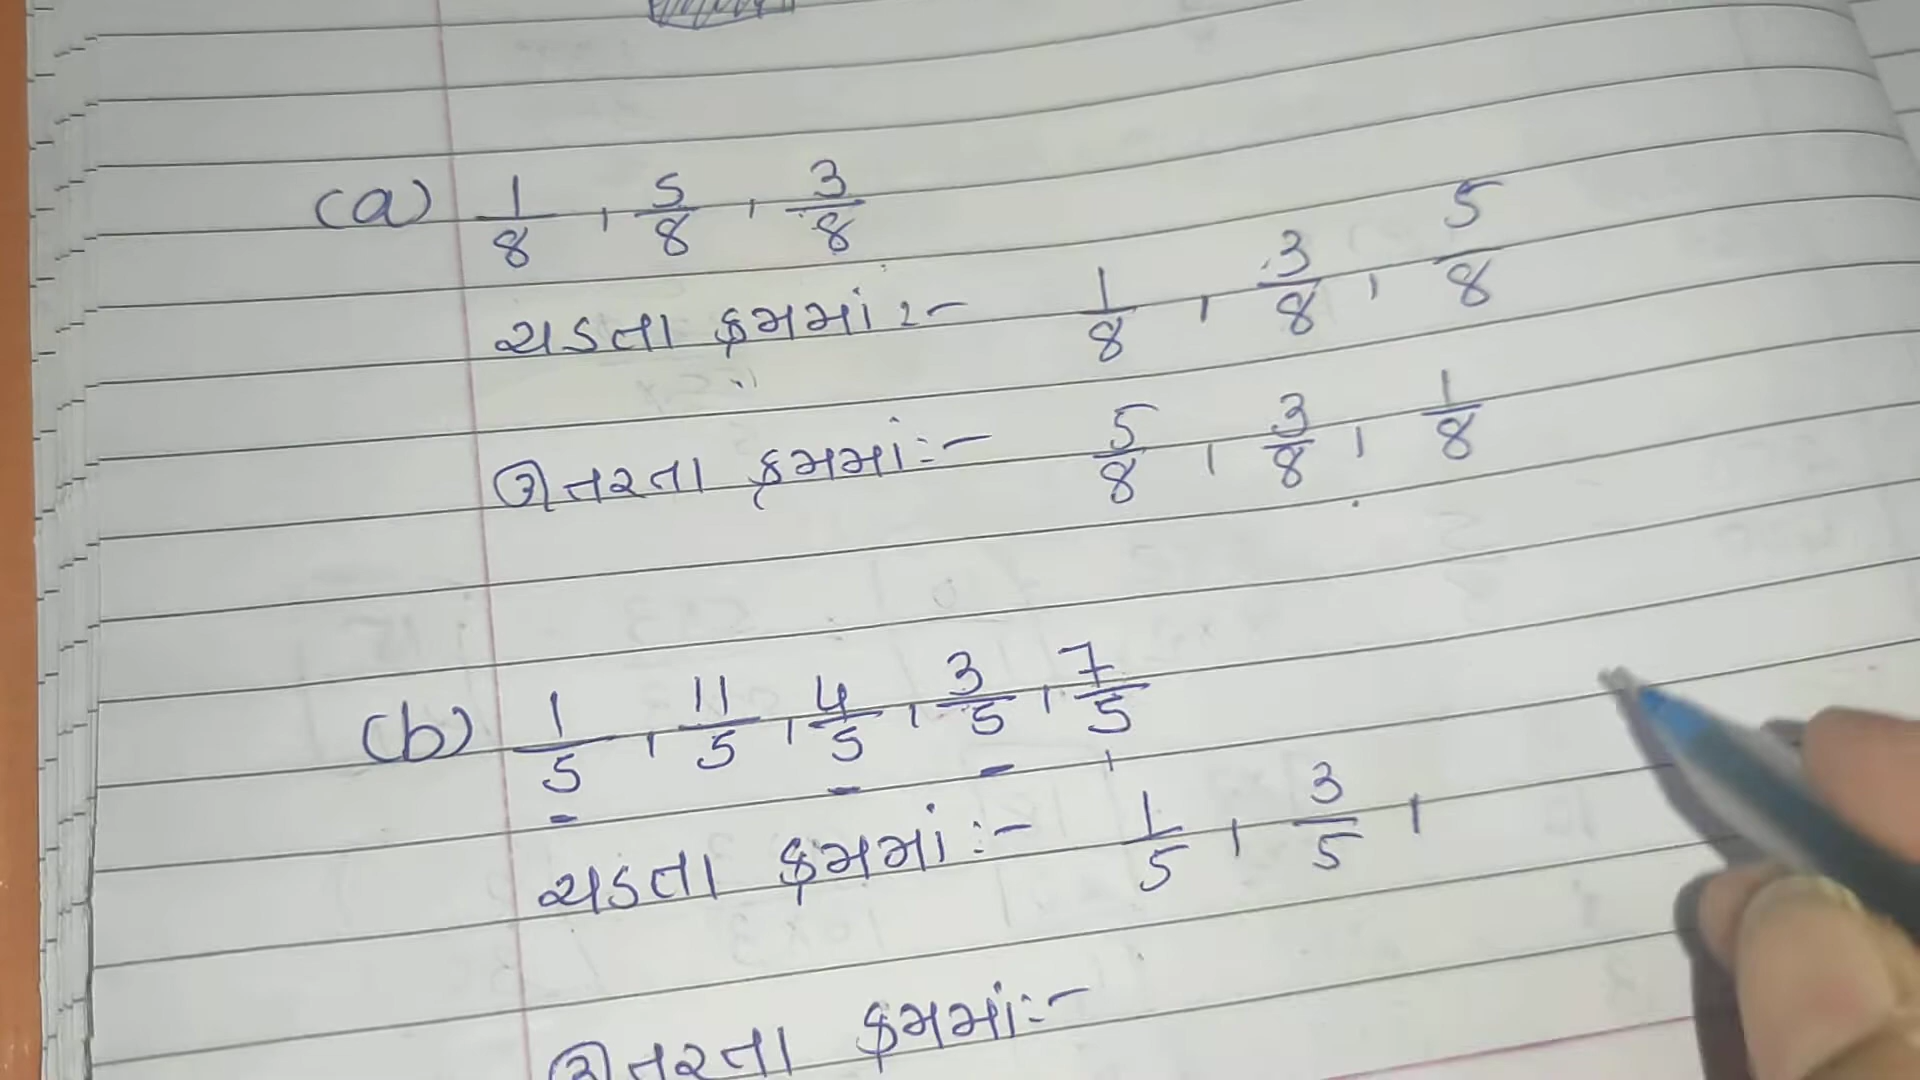 (a) 1/8 , 5/8 , 3/8
ચડતા ક્રમમાં :- 1/8 , 3/8 , 5/8
ઊતરતા ક્રમમાં :- 5/8 , 3/8 , 1/8
(b) 1/5 , 11/5 , 4/5 , 3/5 , 7/5
ચડતા ક્રમમાં :- 1/5 , 3/5 ,
ઊતરતા ક્રમમાં :-